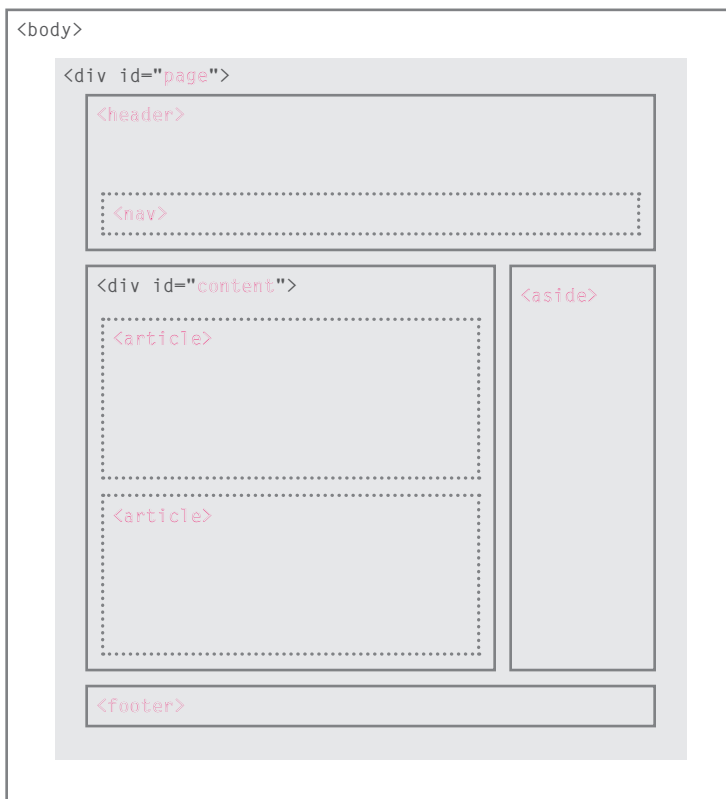 <body>
<div id="page">
<header>
<nav>
<div id="content">
<aside>
<article>
<article>
<footer>